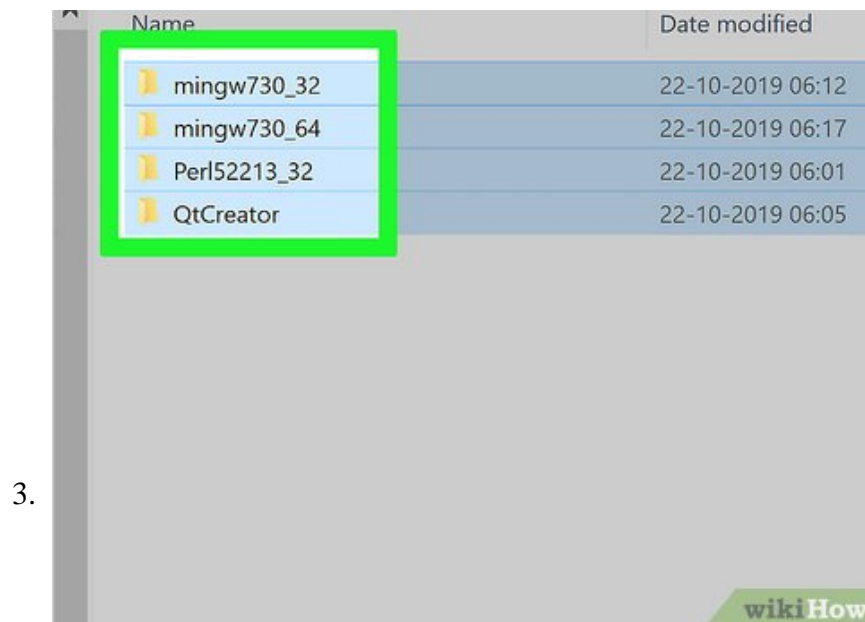 Name Date modified
mingw730_32 22-10-2019 06:12
mingw730_64 22-10-2019 06:17
Perl52213_32 22-10-2019 06:01
QtCreator 22-10-2019 06:05
3.
wikiHow